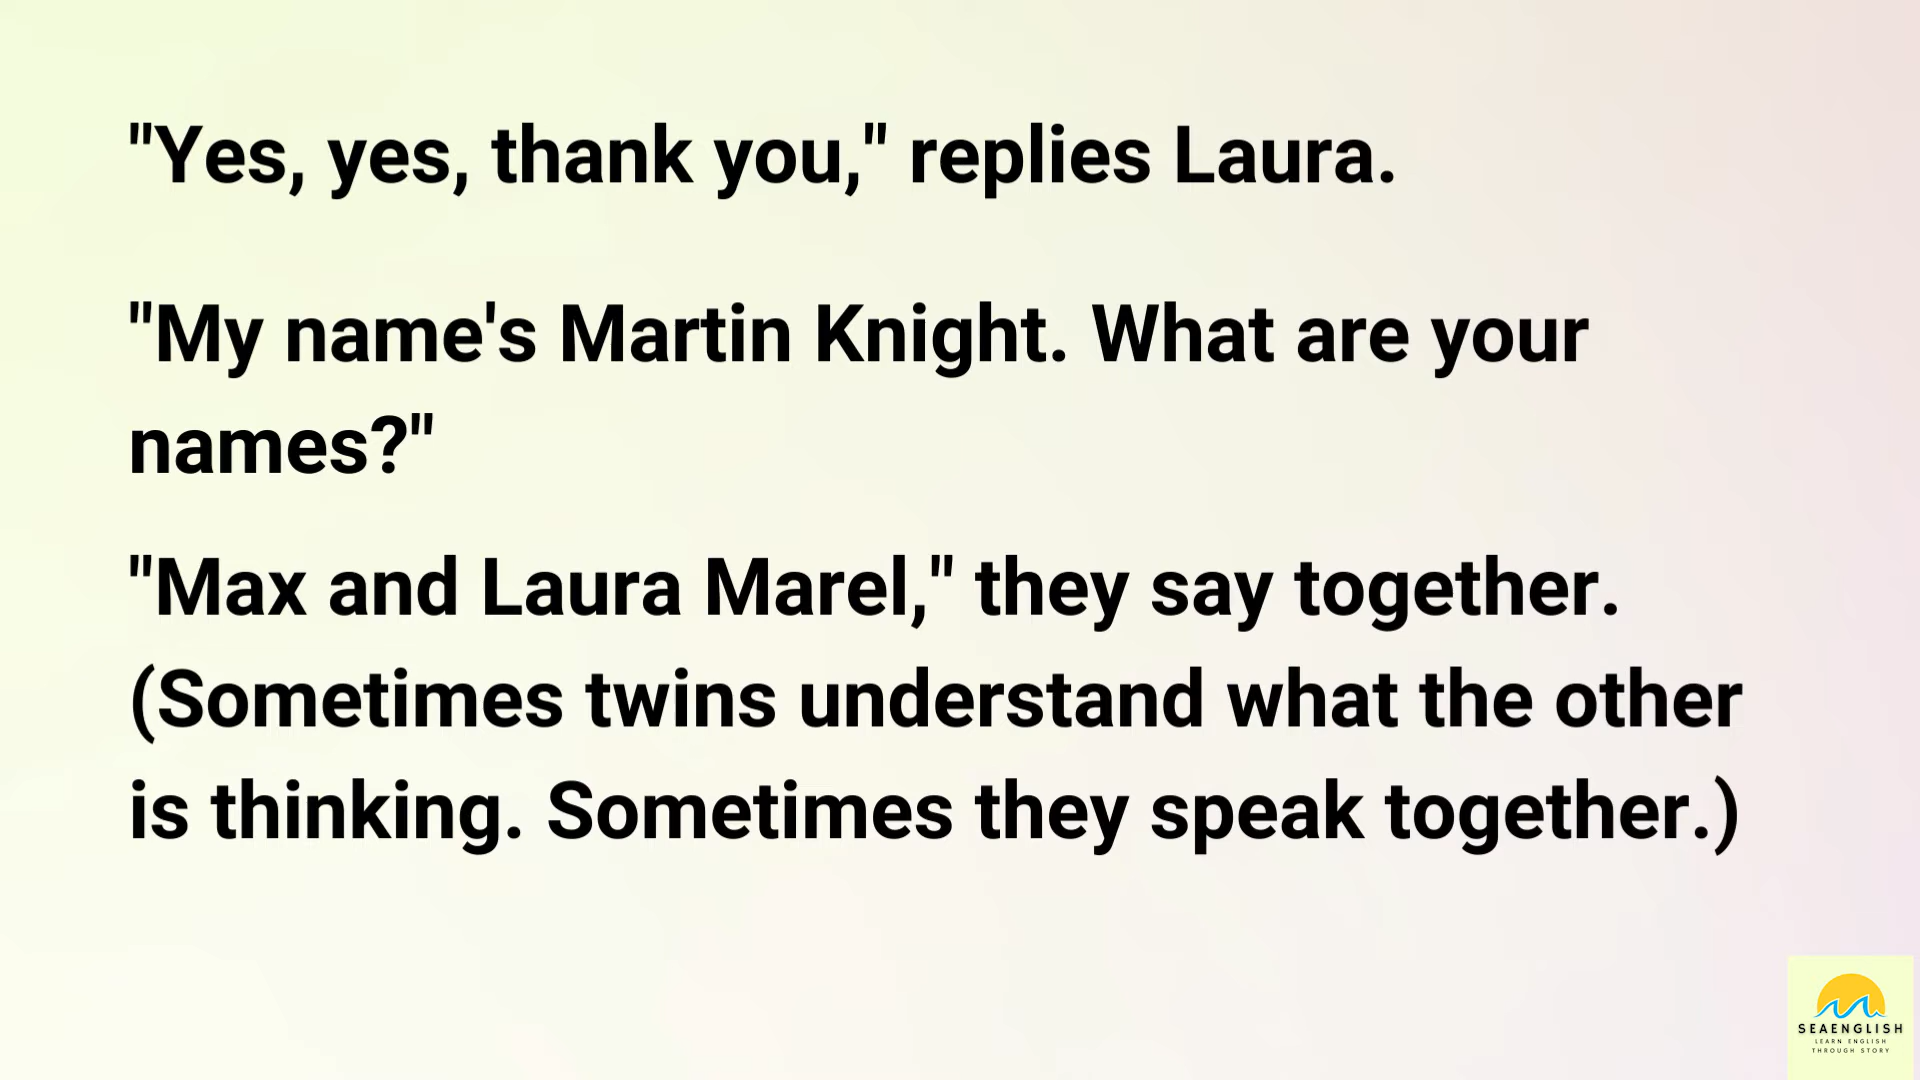 "Yes, yes, thank you," replies Laura.
"My name's Martin Knight. What are your
names?"
"Max and Laura Marel," they say together.
(Sometimes twins understand what the other
is thinking. Sometimes they speak together.)
SEAENGLISH
LEARN ENGLISH
THROUGH STORY